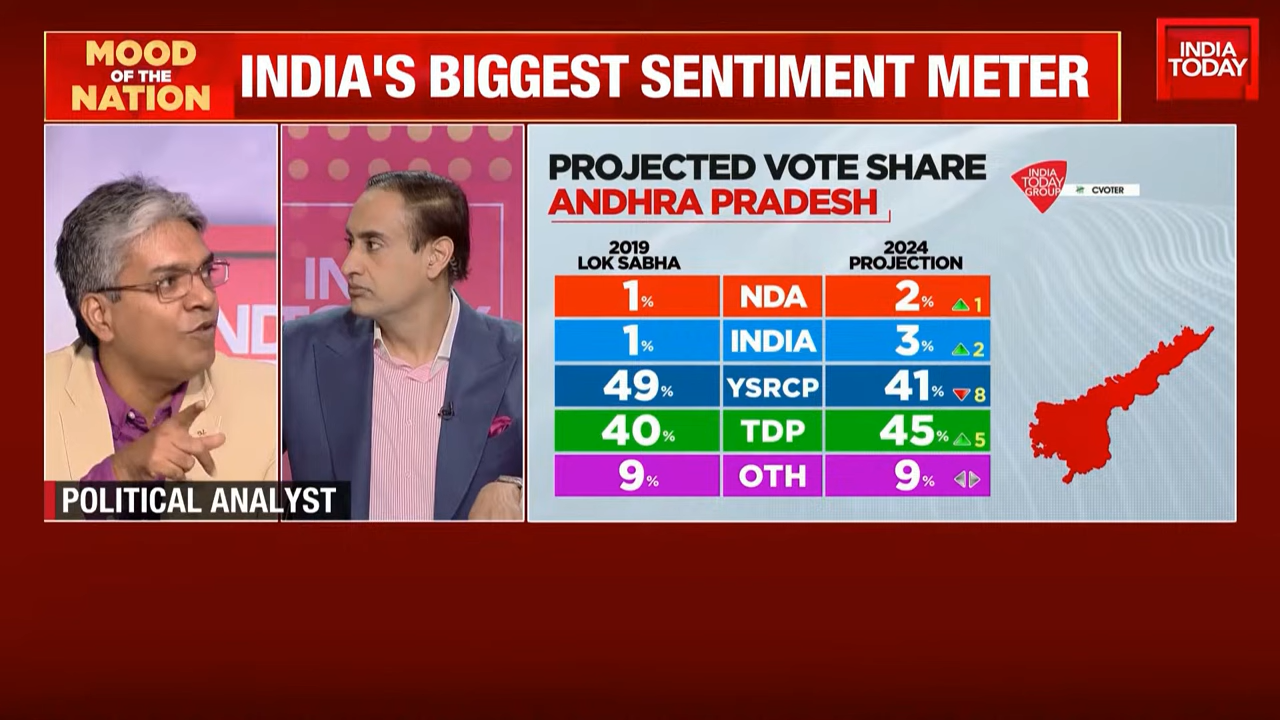 MOOD
OF THE
NATION
INDIA'S BIGGEST SENTIMENT METER
INDIA
TODAY
IN
ND
POLITICAL ANALYST
PROJECTED VOTE SHARE
ANDHRA PRADESH
INDIA
TODAY
GROUP
CVOTER
2019
LOK SABHA
2024
PROJECTION
1% NDA 2% 1
1% INDIA 3% 2
49% YSRCP 41% 8
40% TDP 45% 5
9% OTH 9%